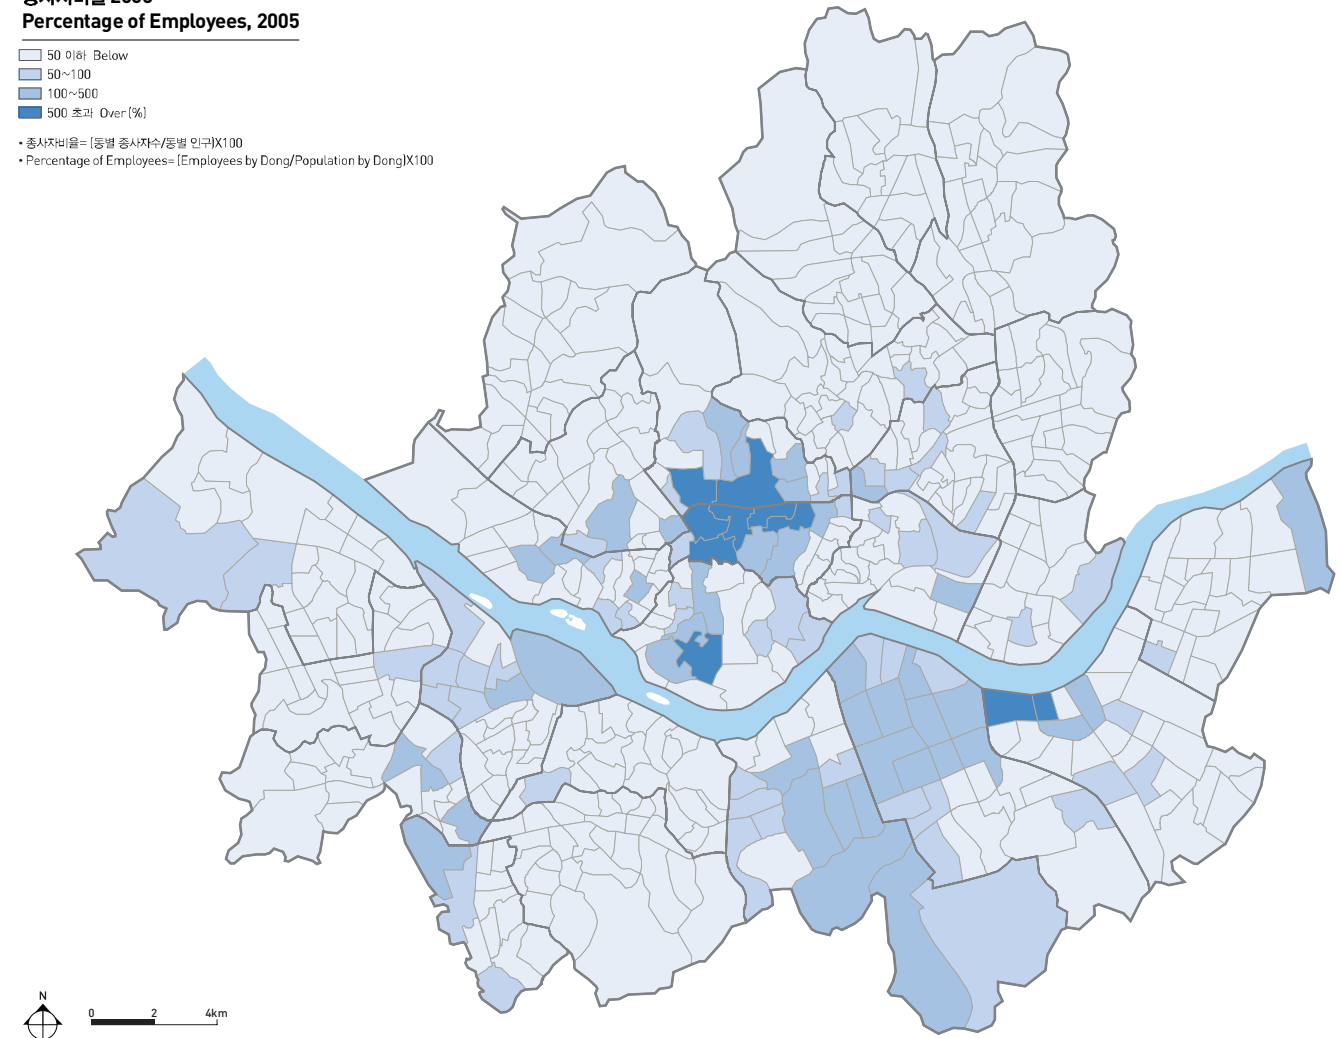 Percentage of Employees, 2005
50 이하 Below
50~100
100~500
500 초과 Over (%)
• 종사자비율= (동별 종사자수/동별 인구)X100
• Percentage of Employees= (Employees by Dong/Population by Dong)X100
N
0 2 4km